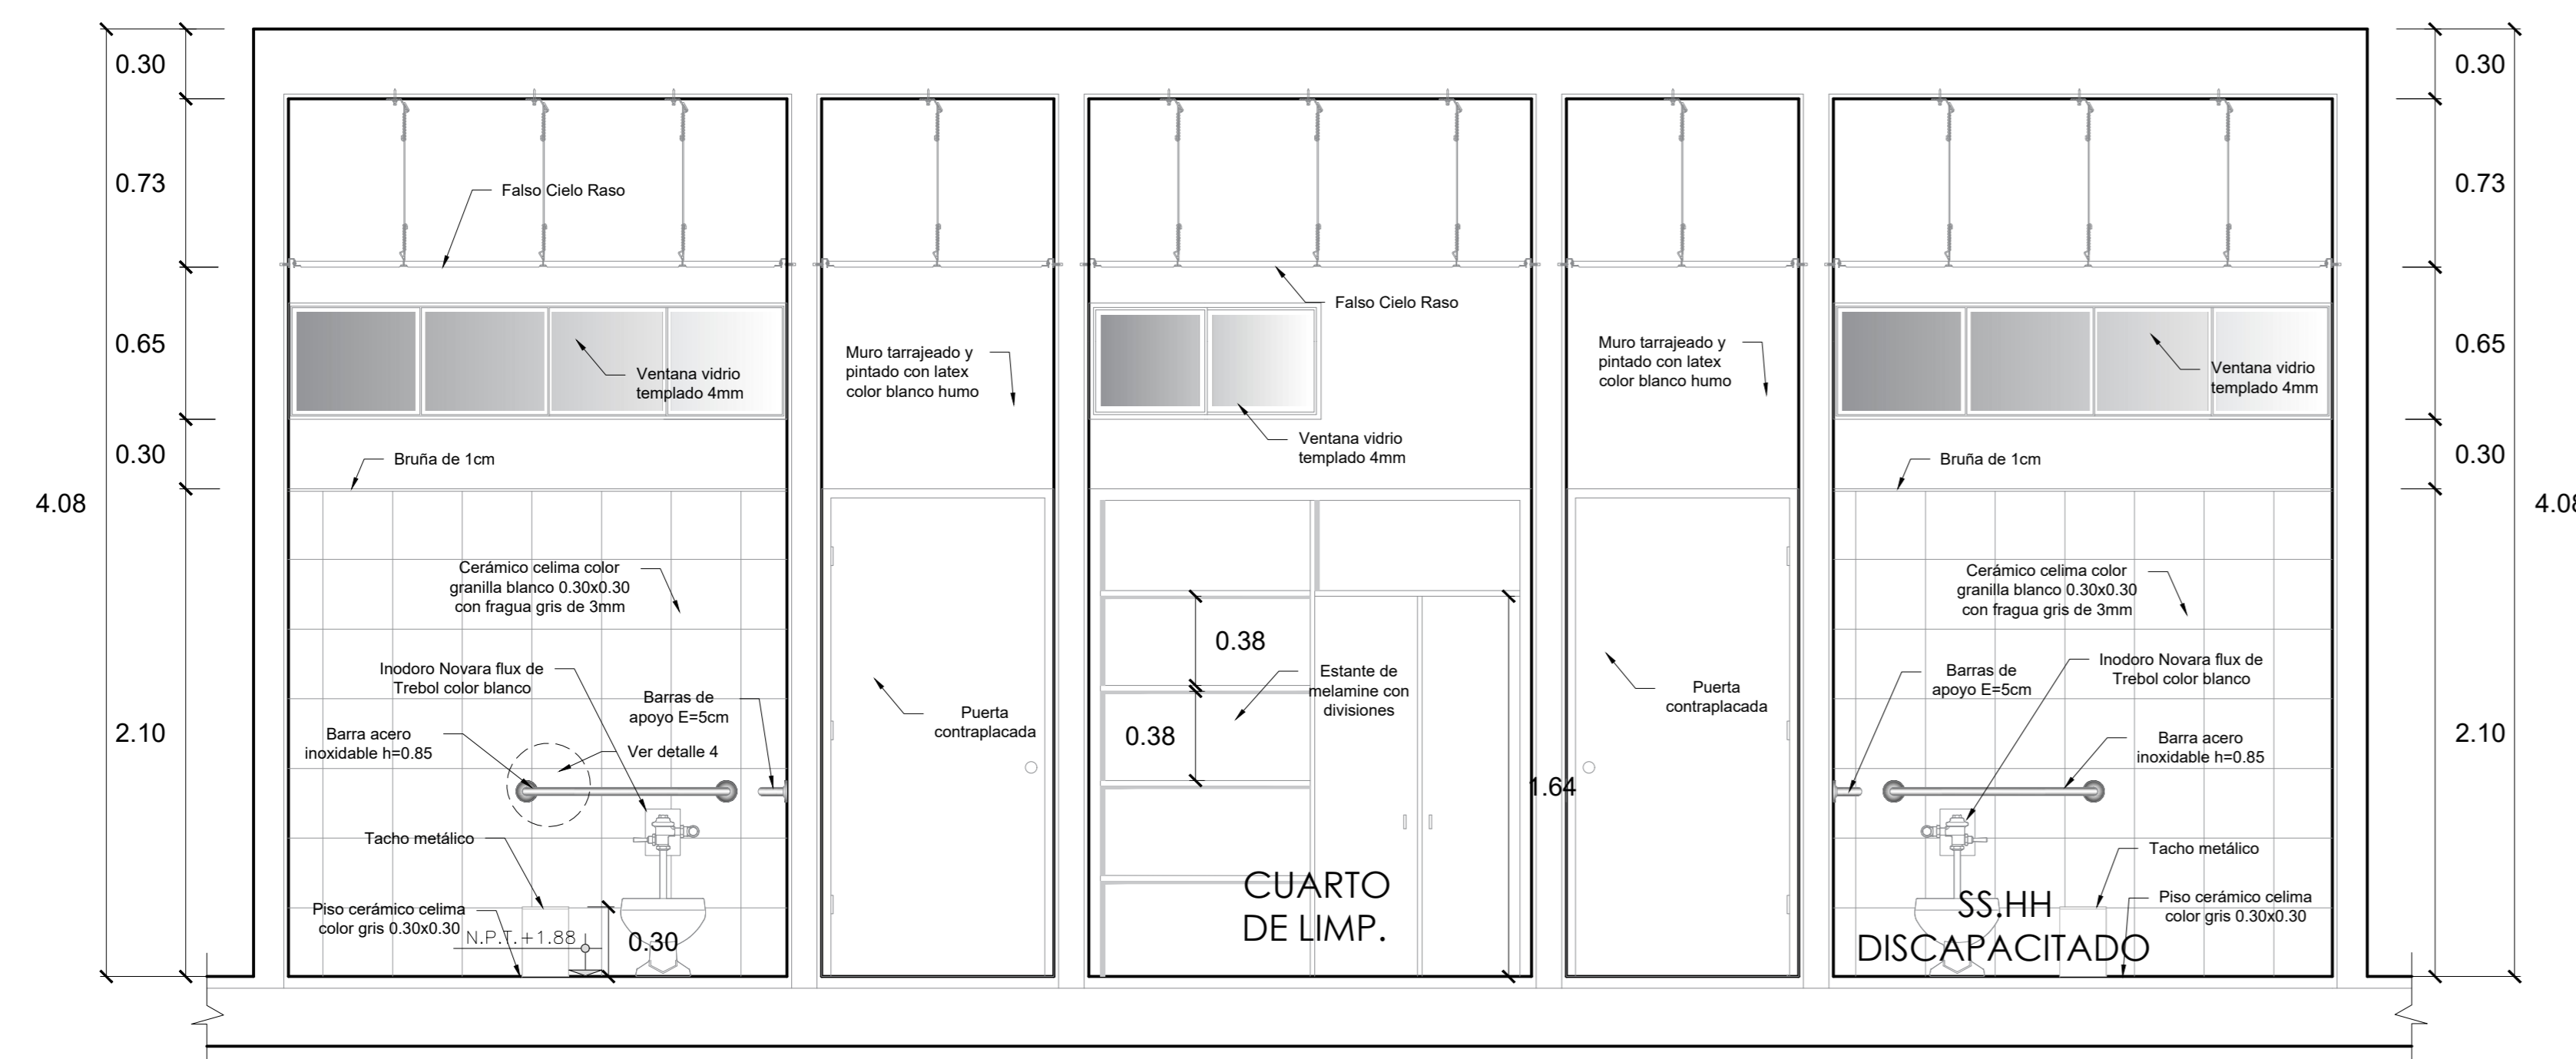 0.30
0.73
0.65
0.30
4.08
2.10
Falso Cielo Raso
Ventana vidrio
templado 4mm
Bruña de 1cm
Cerámico celima color
granilla blanco 0.30x0.30
con fragua gris de 3mm
Inodoro Novara flux de
Trebol color blanco
Barras de
apoyo E=5cm
Barra acero
inoxidable h=0.85
Ver detalle 4
Tacho metálico
Piso cerámico celima
color gris 0.30x0.30
N.P.T.+1.88
0.30
Muro tarrajeado y
pintado con latex
color blanco humo
Puerta
contraplacada
Falso Cielo Raso
Ventana vidrio
templado 4mm
0.38
0.38
Estante de
melamine con
divisiones
1.64
CUARTO
DE LIMP.
Muro tarrajeado y
pintado con latex
color blanco humo
Puerta
contraplacada
Ventana vidrio
templado 4mm
Bruña de 1cm
Cerámico celima color
granilla blanco 0.30x0.30
con fragua gris de 3mm
Barras de
apoyo E=5cm
Inodoro Novara flux de
Trebol color blanco
Barra acero
inoxidable h=0.85
Tacho metálico
Piso cerámico celima
color gris 0.30x0.30
SS.HH
DISCAPACITADO
0.30
0.73
0.65
0.30
4.08
2.10